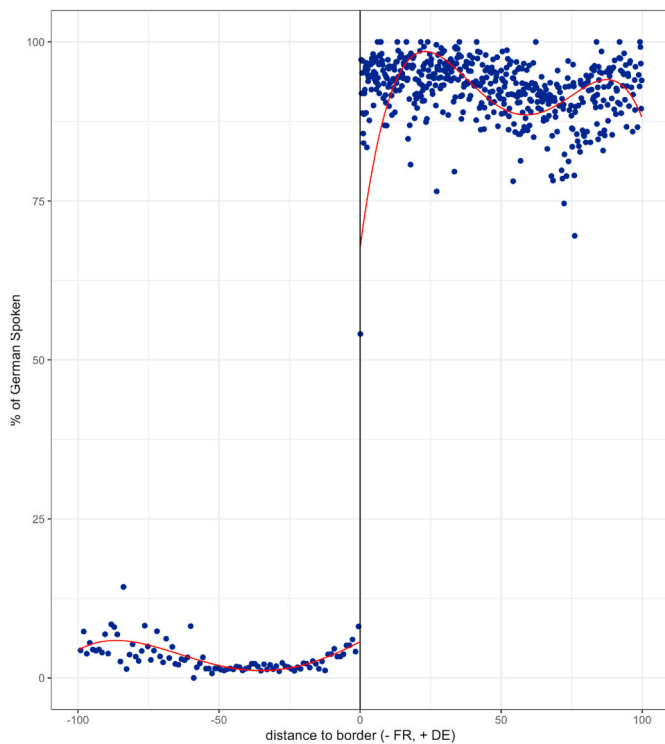 100
75
50
25
0
% of German Spoken
-100 -50 0 50 100
distance to border (- FR, + DE)